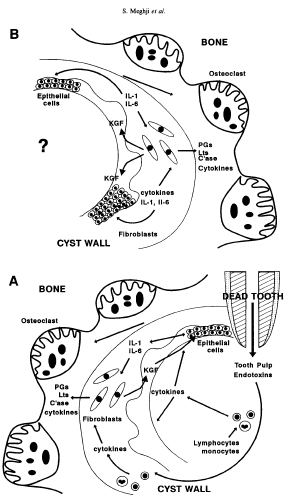 S. Meghji et al.
B
BONE
Osteoclast
Epithelial
cells
IL-1
IL-6
KGF
?
PGs
Lts
C'ase
Cytokines
KGF
cytokines
IL-1, Il-6
Fibroblasts
CYST WALL
A
BONE
DEAD TOOTH
Osteoclast
IL-1
IL-6
Epithelial
cells
KGF
Tooth Pulp
Endotoxins
PGs
Lts
C'ase
cytokines
cytokines
Fibroblasts
Lymphocytes
monocytes
cytokines
CYST WALL